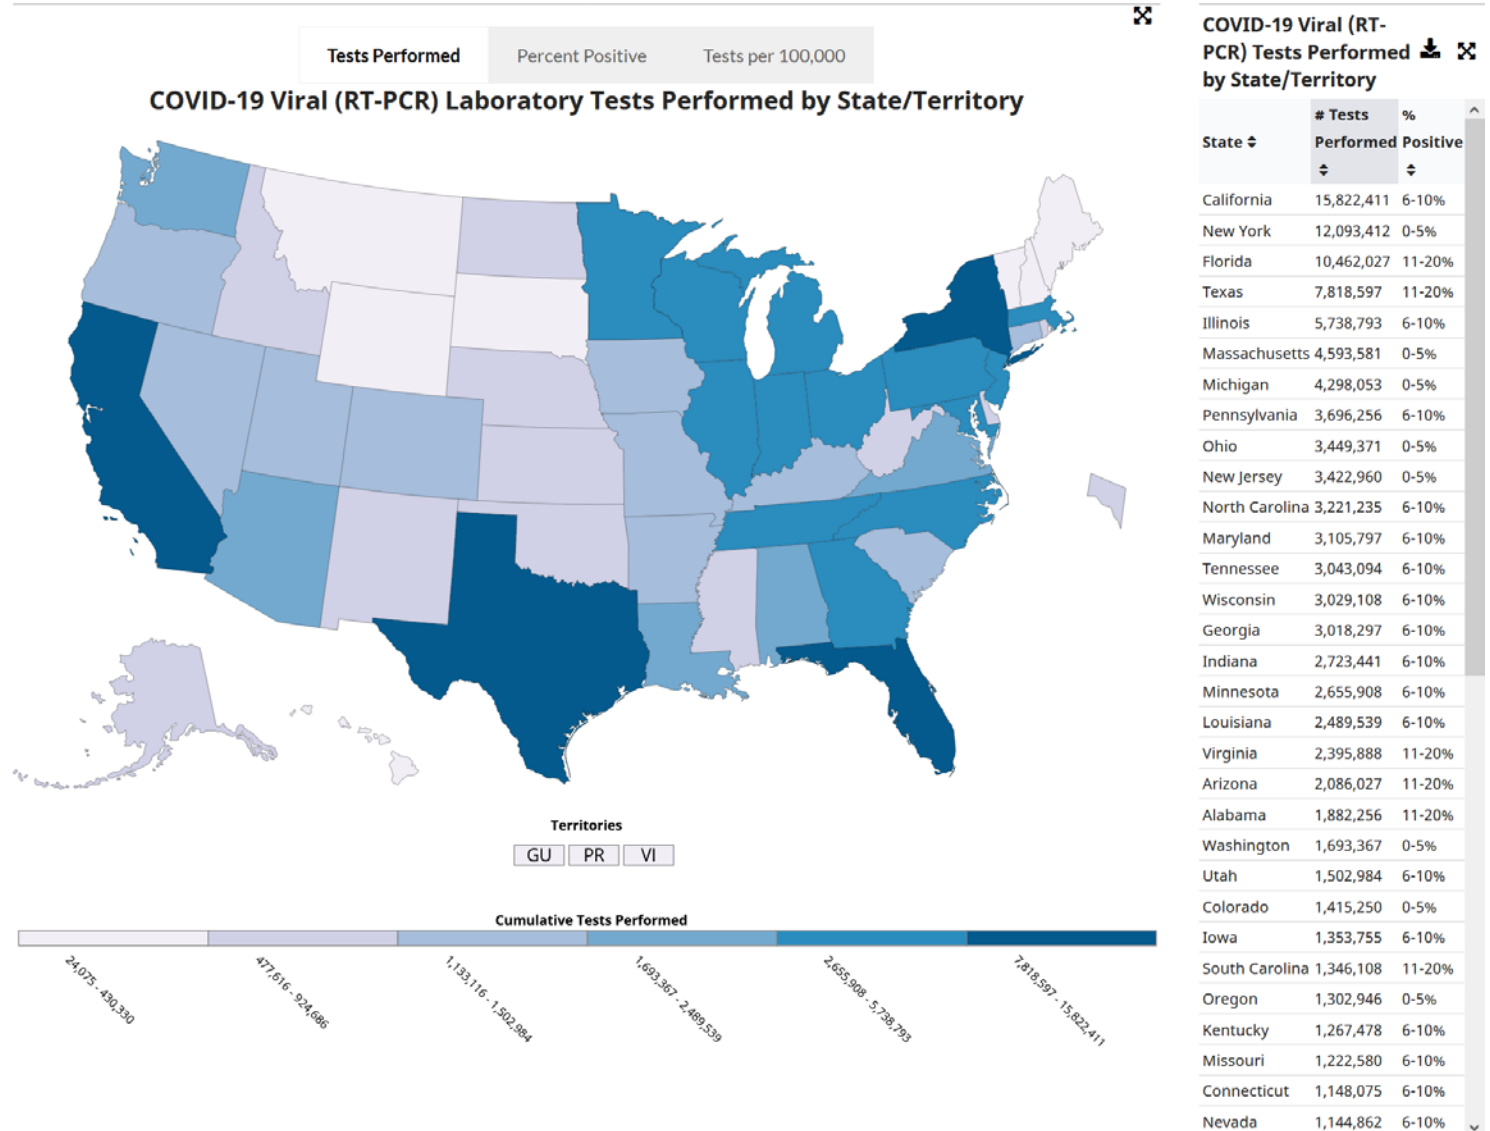 Tests Performed Percent Positive Tests per 100,000
COVID-19 Viral (RT-PCR) Laboratory Tests Performed by State/Territory
Territories
GU PR VI
Cumulative Tests Performed
24,075 - 430,330
477,616 - 924,686
1,133,116 - 1,502,984
1,693,367 - 2,489,539
2,655,908 - 5,738,793
7,818,597 - 15,822,411
COVID-19 Viral (RT-
PCR) Tests Performed
by State/Territory
State # Tests Performed % Positive
California 15,822,411 6-10%
New York 12,093,412 0-5%
Florida 10,462,027 11-20%
Texas 7,818,597 11-20%
Illinois 5,738,793 6-10%
Massachusetts 4,593,581 0-5%
Michigan 4,298,053 0-5%
Pennsylvania 3,696,256 6-10%
Ohio 3,449,371 0-5%
New Jersey 3,422,960 0-5%
North Carolina 3,221,235 6-10%
Maryland 3,105,797 6-10%
Tennessee 3,043,094 6-10%
Wisconsin 3,029,108 6-10%
Georgia 3,018,297 6-10%
Indiana 2,723,441 6-10%
Minnesota 2,655,908 6-10%
Louisiana 2,489,539 6-10%
Virginia 2,395,888 11-20%
Arizona 2,086,027 11-20%
Alabama 1,882,256 11-20%
Washington 1,693,367 0-5%
Utah 1,502,984 6-10%
Colorado 1,415,250 0-5%
Iowa 1,353,755 6-10%
South Carolina 1,346,108 11-20%
Oregon 1,302,946 0-5%
Kentucky 1,267,478 6-10%
Missouri 1,222,580 6-10%
Connecticut 1,148,075 6-10%
Nevada 1,144,862 6-10%